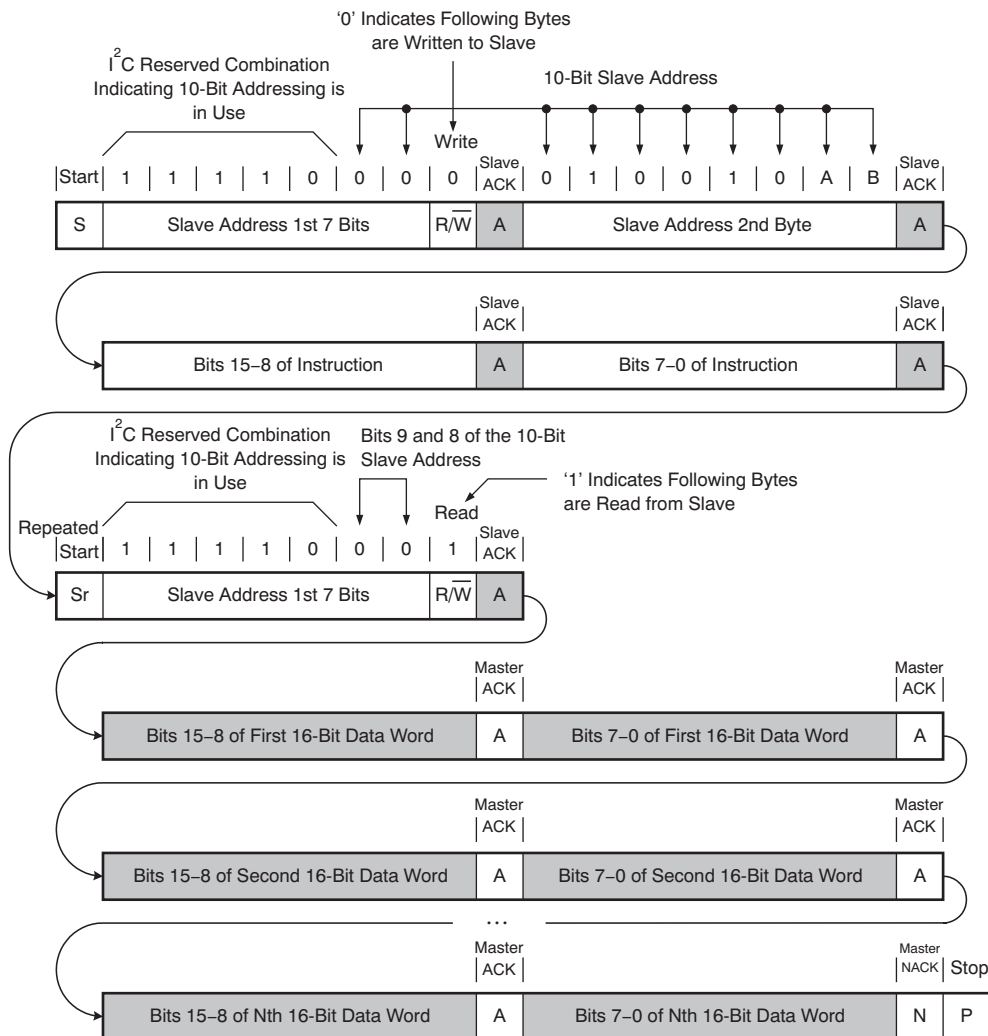 '0' Indicates Following Bytes
are Written to Slave
I²C Reserved Combination
Indicating 10-Bit Addressing is
in Use
10-Bit Slave Address
Write
Start 1 1 1 1 0 0 0 0 Slave ACK 0 1 0 0 1 0 A B Slave ACK
S Slave Address 1st 7 Bits R/W̅ A Slave Address 2nd Byte A
Slave ACK Slave ACK
Bits 15–8 of Instruction A Bits 7–0 of Instruction A
I²C Reserved Combination
Indicating 10-Bit Addressing is
in Use
Bits 9 and 8 of the 10-Bit
Slave Address
'1' Indicates Following Bytes
are Read from Slave
Read
Repeated
Start 1 1 1 1 0 0 0 1 Slave ACK
Sr Slave Address 1st 7 Bits R/W̅ A
Master ACK Master ACK
Bits 15–8 of First 16-Bit Data Word A Bits 7–0 of First 16-Bit Data Word A
Master ACK Master ACK
Bits 15–8 of Second 16-Bit Data Word A Bits 7–0 of Second 16-Bit Data Word A
...
Master ACK Master NACK Stop
Bits 15–8 of Nth 16-Bit Data Word A Bits 7–0 of Nth 16-Bit Data Word N P